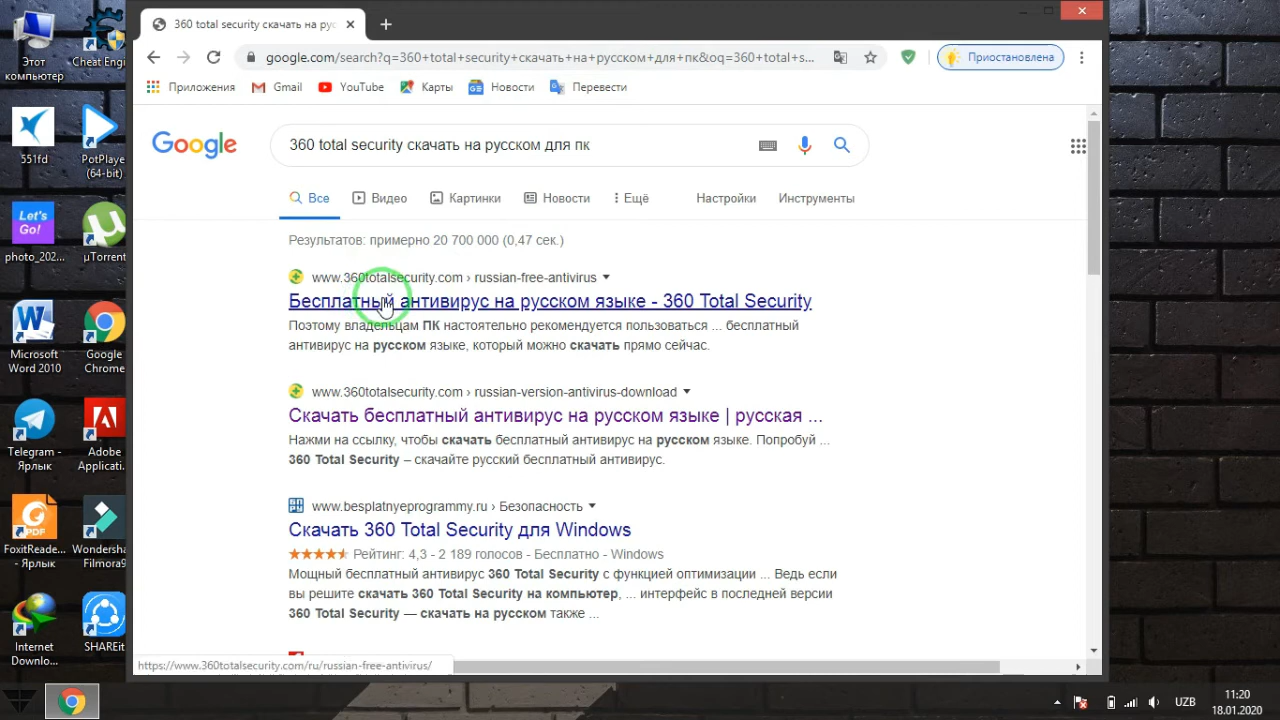 Этот
компьютер
Cheat Engi...
551fd
PotPlayer
(64-bit)
Let's
Go!
photo_202...
µTorrent
Microsoft
Word 2010
Google
Chrome
Telegram -
Ярлык
Adobe
Applicati...
PDF
FoxitReade...
- Ярлык
Wondersha
Filmora9
Internet
Downlo...
SHAREit
360 total security скачать на рус
Приостановлена
google.com/search?q=360+total+security+скачать+на+русском+для+пк&oq=360+total+s...
Приложения
Gmail
YouTube
Карты
Новости
Перевести
Google
360 total security скачать на русском для пк
Все
Видео
Картинки
Новости
Ещё
Настройки
Инструменты
Результатов: примерно 20 700 000 (0,47 сек.)
www.360totalsecurity.com › russian-free-antivirus
Бесплатный антивирус на русском языке - 360 Total Security
Поэтому владельцам ПК настоятельно рекомендуется пользоваться ... бесплатный
антивирус на русском языке, который можно скачать прямо сейчас.
www.360totalsecurity.com › russian-version-antivirus-download
Скачать бесплатный антивирус на русском языке | русская ...
Нажми на ссылку, чтобы скачать бесплатный антивирус на русском языке. Попробуй ...
360 Total Security – скачайте русский бесплатный антивирус.
www.besplatnyeprogrammy.ru › Безопасность
Скачать 360 Total Security для Windows
Рейтинг: 4,3 - 2 189 голосов - Бесплатно - Windows
Мощный бесплатный антивирус 360 Total Security с функцией оптимизации ... Ведь если
вы решите скачать 360 Total Security на компьютер, ... интерфейс в последней версии
360 Total Security — скачать на русском также ...
https://www.360totalsecurity.com/ru/russian-free-antivirus/
UZB
11:20
18.01.2020